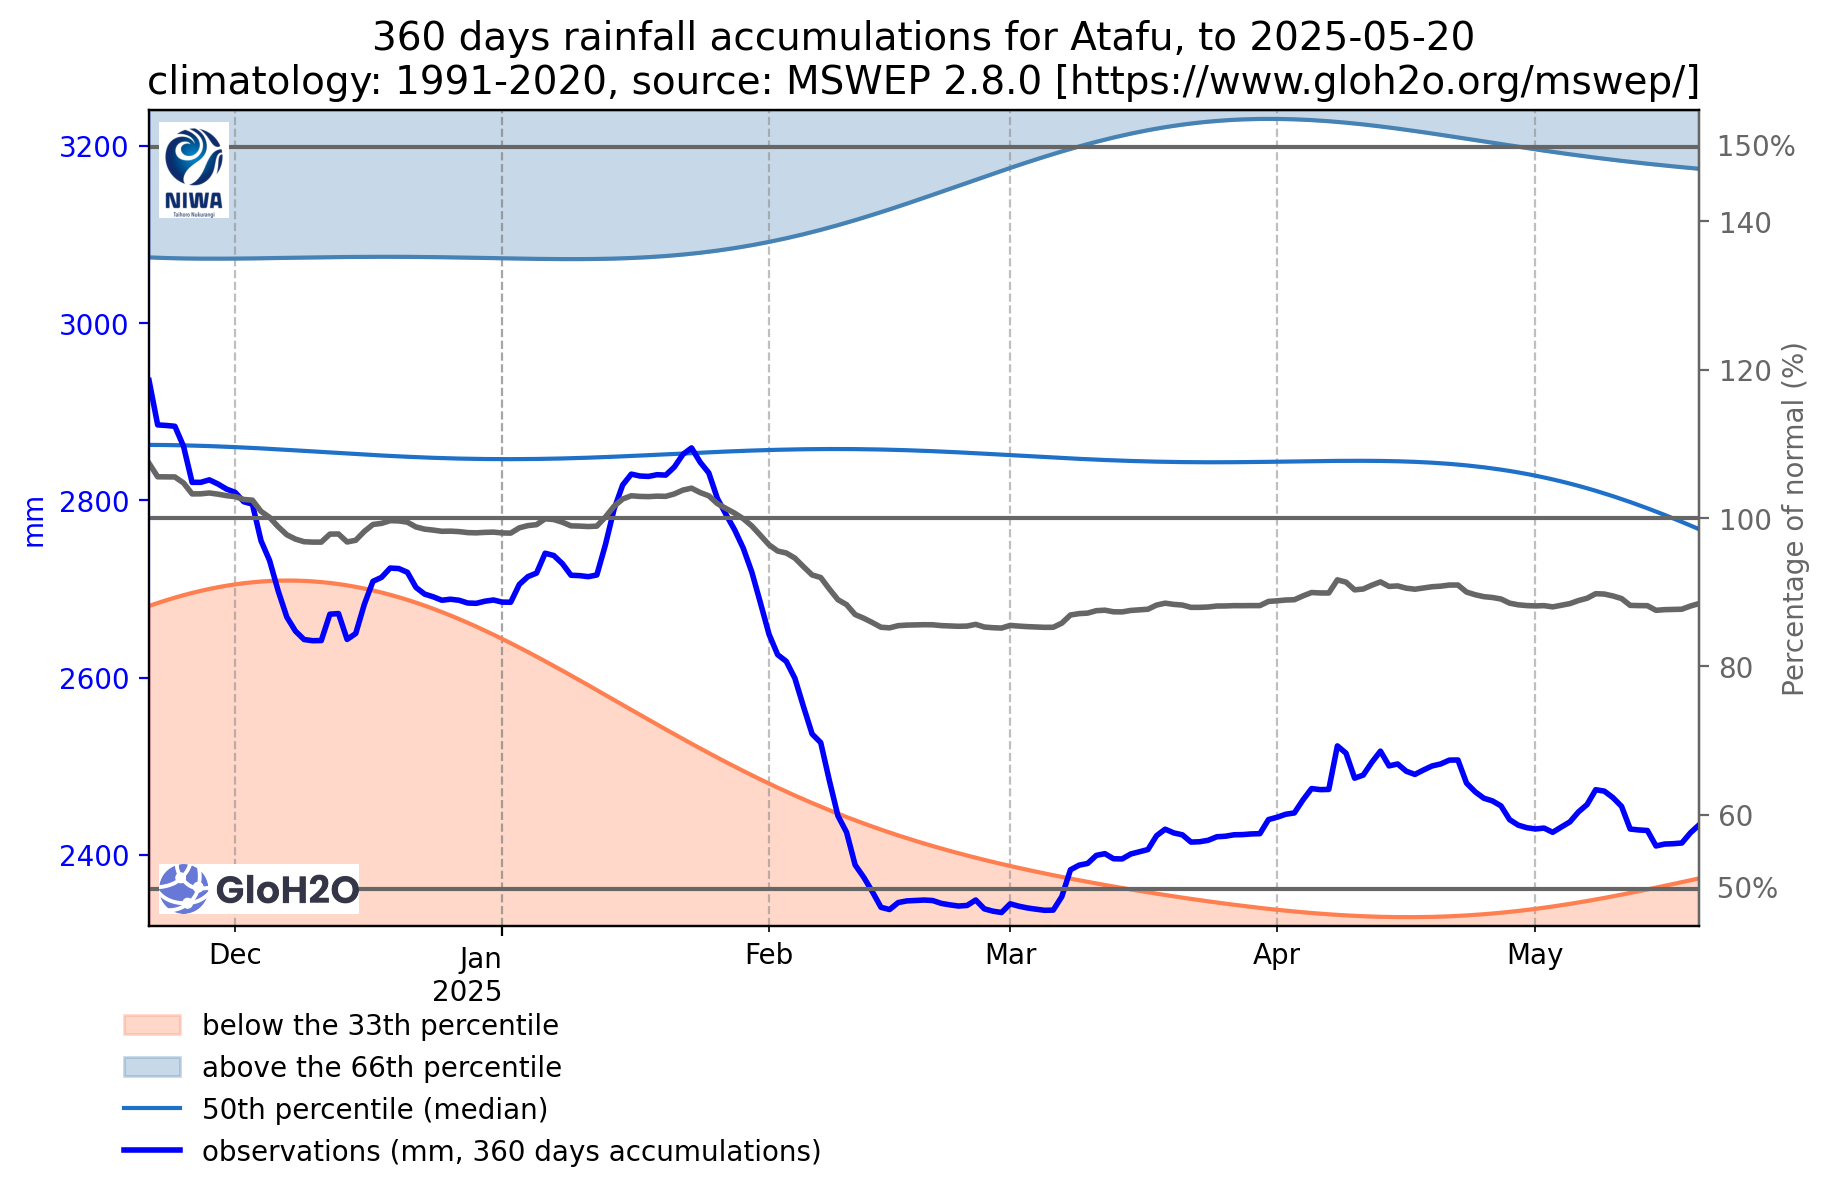 360 days rainfall accumulations for Atafu, to 2025-05-20
climatology: 1991-2020, source: MSWEP 2.8.0 [https://www.gloh2o.org/mswep/]
3200
3000
2800
2600
2400
mm
150%
140
120
100
80
60
50%
Percentage of normal (%)
NIWA
Taihoro Nukurangi
GloH2O
Dec
Jan
2025
Feb
Mar
Apr
May
below the 33th percentile
above the 66th percentile
50th percentile (median)
observations (mm, 360 days accumulations)